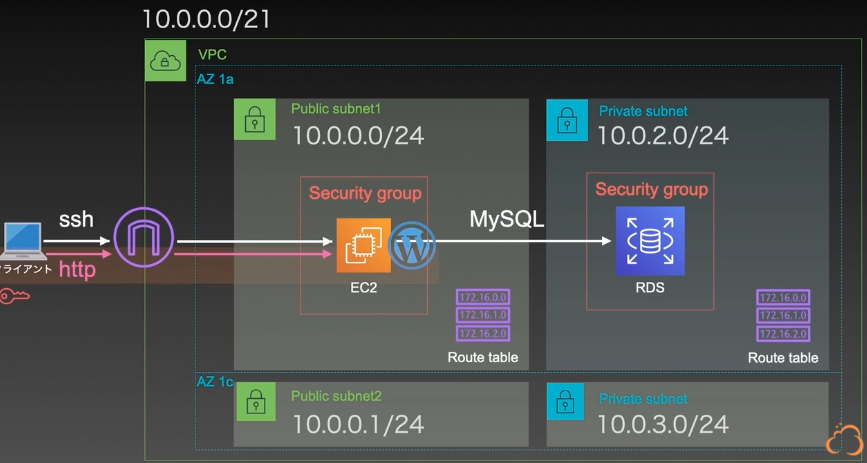 10.0.0.0/21
VPC
AZ 1a
Public subnet1
10.0.0.0/24
Private subnet
10.0.2.0/24
Security group
Security group
ssh
MySQL
http
ライアント
EC2
RDS
172.16.0.0
172.16.1.0
172.16.2.0
Route table
172.16.0.0
172.16.1.0
172.16.2.0
Route table
AZ 1c
Public subnet2
10.0.0.1/24
Private subnet
10.0.3.0/24